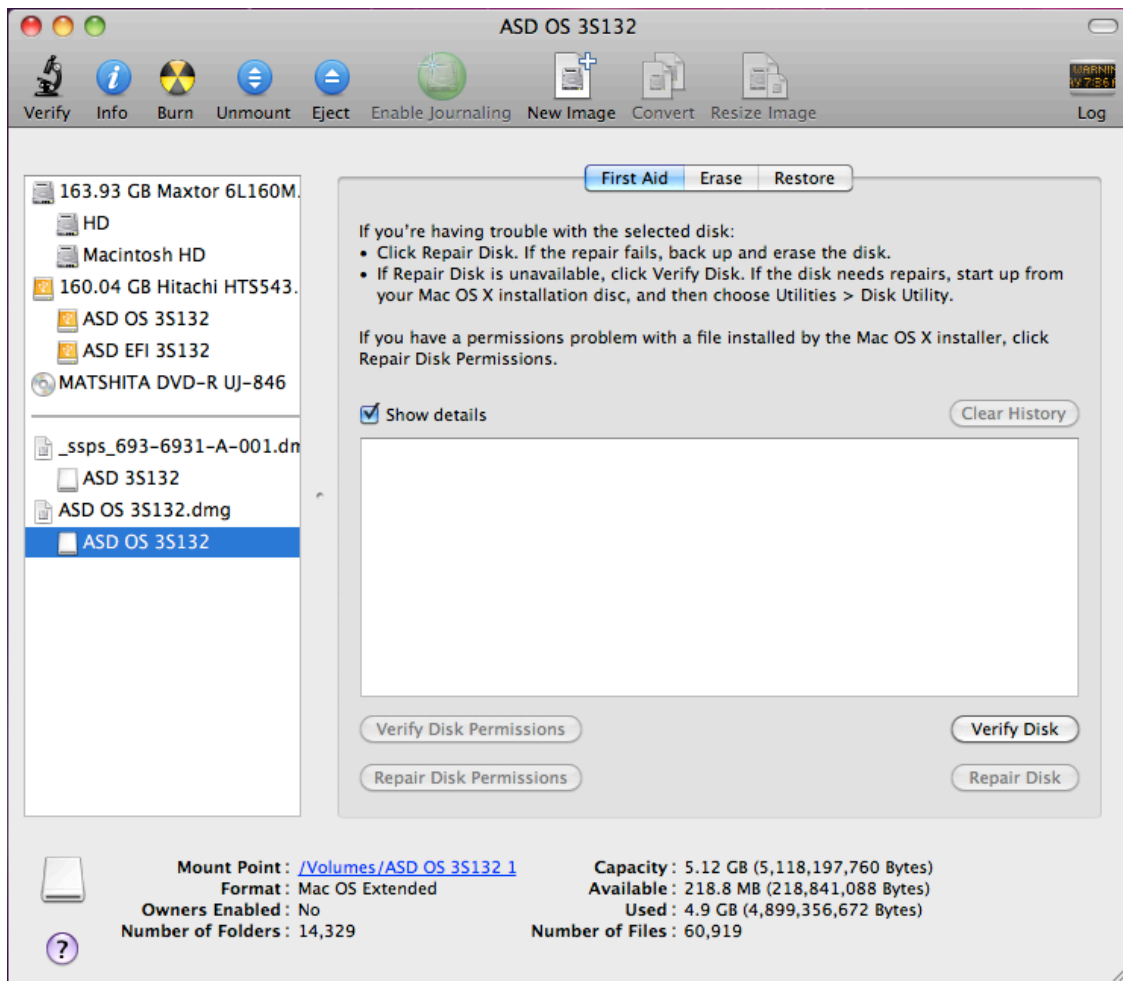 ASD OS 3S132
Verify Info Burn Unmount Eject Enable Journaling New Image Convert Resize Image Log
163.93 GB Maxtor 6L160M.
HD
Macintosh HD
160.04 GB Hitachi HTS543.
ASD OS 3S132
ASD EFI 3S132
MATSHITA DVD-R UJ-846
_ssps_693-6931-A-001.dm
ASD 3S132
ASD OS 3S132.dmg
ASD OS 3S132
First Aid Erase Restore
If you're having trouble with the selected disk:
• Click Repair Disk. If the repair fails, back up and erase the disk.
• If Repair Disk is unavailable, click Verify Disk. If the disk needs repairs, start up from
your Mac OS X installation disc, and then choose Utilities > Disk Utility.
If you have a permissions problem with a file installed by the Mac OS X installer, click
Repair Disk Permissions.
Show details
Clear History
Verify Disk Permissions
Verify Disk
Repair Disk Permissions
Repair Disk
Mount Point : /Volumes/ASD OS 3S132 1
Format : Mac OS Extended
Owners Enabled : No
Number of Folders : 14,329
Capacity : 5.12 GB (5,118,197,760 Bytes)
Available : 218.8 MB (218,841,088 Bytes)
Used : 4.9 GB (4,899,356,672 Bytes)
Number of Files : 60,919
?